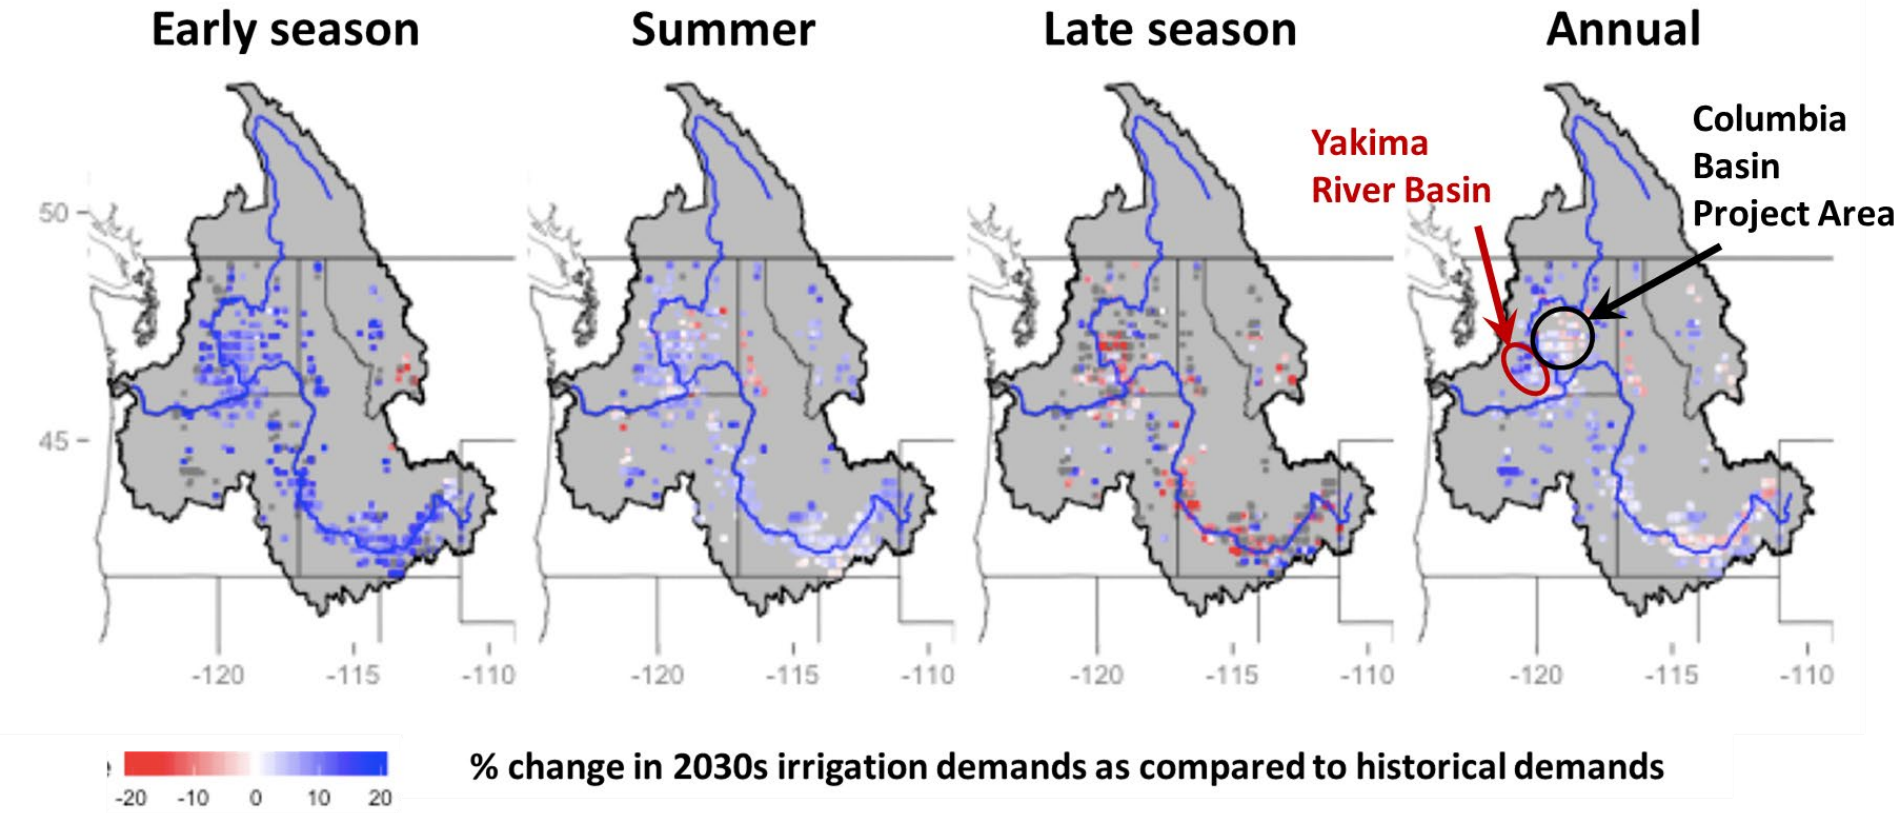 Early season
Summer
Late season
Annual
Yakima
River Basin
Columbia
Basin
Project Area
50
45
-120
-115
-110
-120
-115
-110
-120
-115
-110
-120
-115
-110
-20
-10
0
10
20
% change in 2030s irrigation demands as compared to historical demands